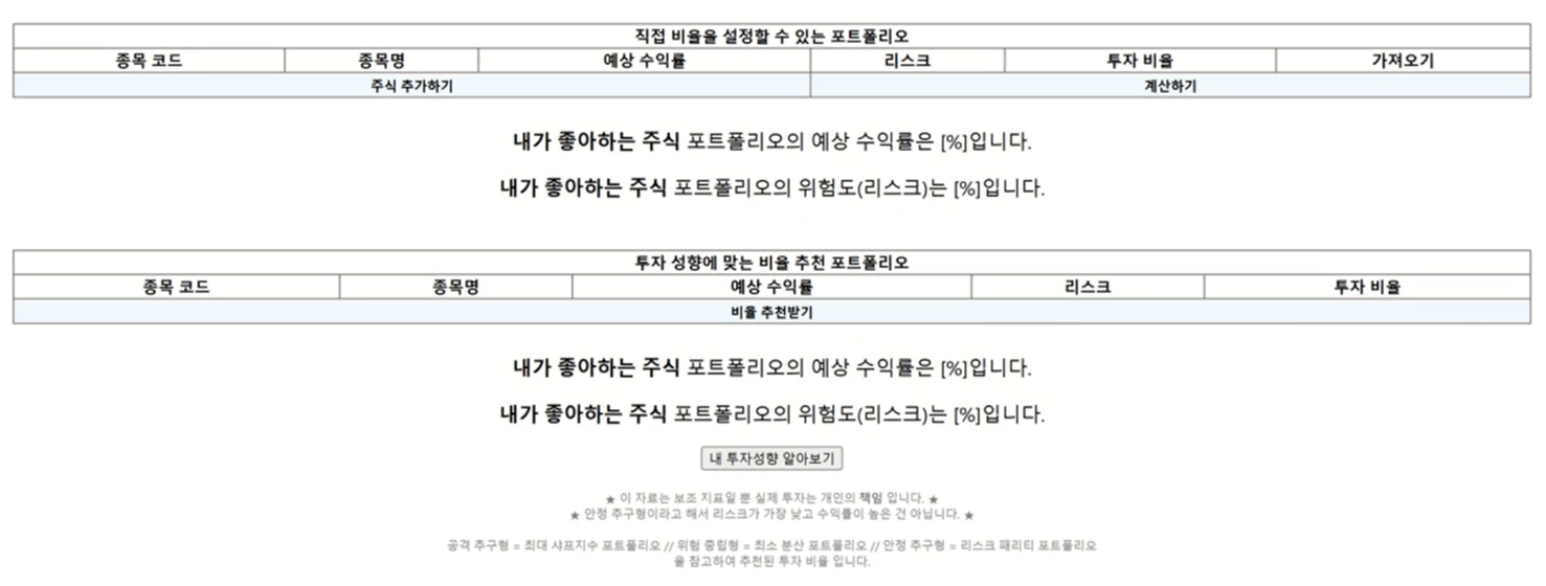 직접 비율을 설정할 수 있는 포트폴리오
종목 코드 종목명 예상 수익률 리스크 투자 비율 가져오기
주식 추가하기 계산하기
내가 좋아하는 주식 포트폴리오의 예상 수익률은 [%]입니다.
내가 좋아하는 주식 포트폴리오의 위험도(리스크)는 [%]입니다.
투자 성향에 맞는 비율 추천 포트폴리오
종목 코드 종목명 예상 수익률 리스크 투자 비율
비율 추천받기
내가 좋아하는 주식 포트폴리오의 예상 수익률은 [%]입니다.
내가 좋아하는 주식 포트폴리오의 위험도(리스크)는 [%]입니다.
내 투자성향 알아보기
★ 이 자료는 보조 지표일 뿐 실제 투자는 개인의 책임 입니다. ★
★ 안정 추구형이라고 해서 리스크가 가장 낮고 수익률이 높은 건 아닙니다. ★
공격 추구형 = 최대 샤프지수 포트폴리오 // 위험 중립형 = 최소 분산 포트폴리오 // 안정 추구형 = 리스크 패리티 포트폴리오
을 참고하여 추천된 투자 비율 입니다.